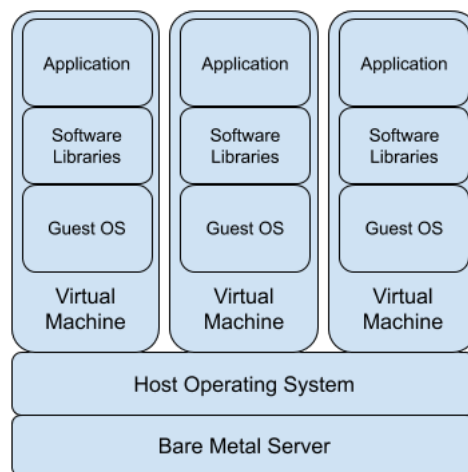 Application
Application
Application
Software
Libraries
Software
Libraries
Software
Libraries
Guest OS
Guest OS
Guest OS
Virtual
Machine
Virtual
Machine
Virtual
Machine
Host Operating System
Bare Metal Server